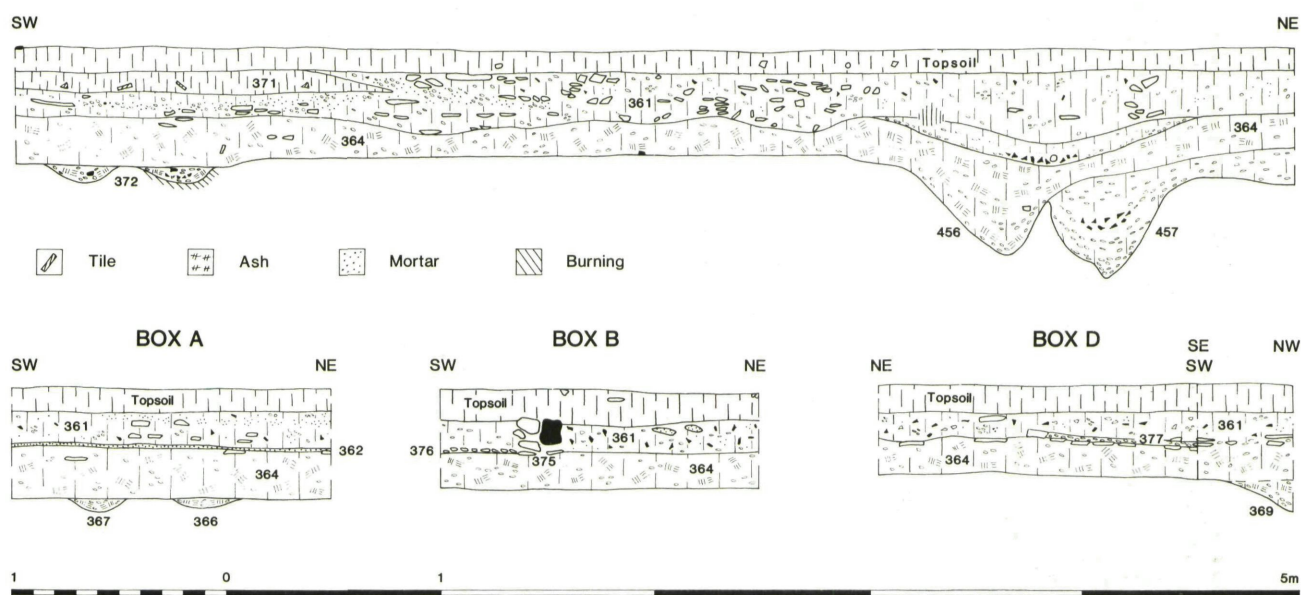 SW NE
Topsoil
371
361
364 364
372
456 457
Tile Ash Mortar Burning
BOX A BOX B BOX D
SW NE SW NE NE SE SW NW
Topsoil Topsoil Topsoil
361 361 361
362 376 375 377
364 364 364
367 366 369
1 0 1 5m